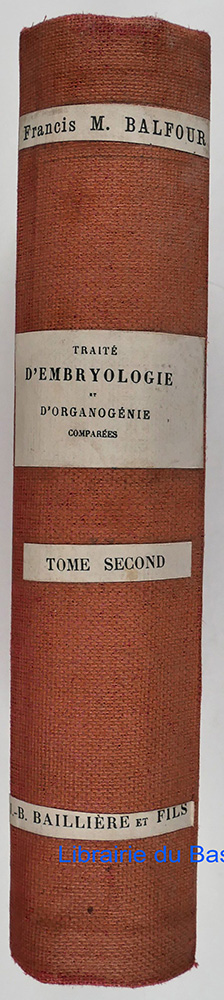 Francis M. BALFOUR
TRAITÉ
D'EMBRYOLOGIE
ET
D'ORGANOGÉNIE
COMPARÉES
TOME SECOND
.-B. BAILLIÈRE ET FILS
Librairie du Bas